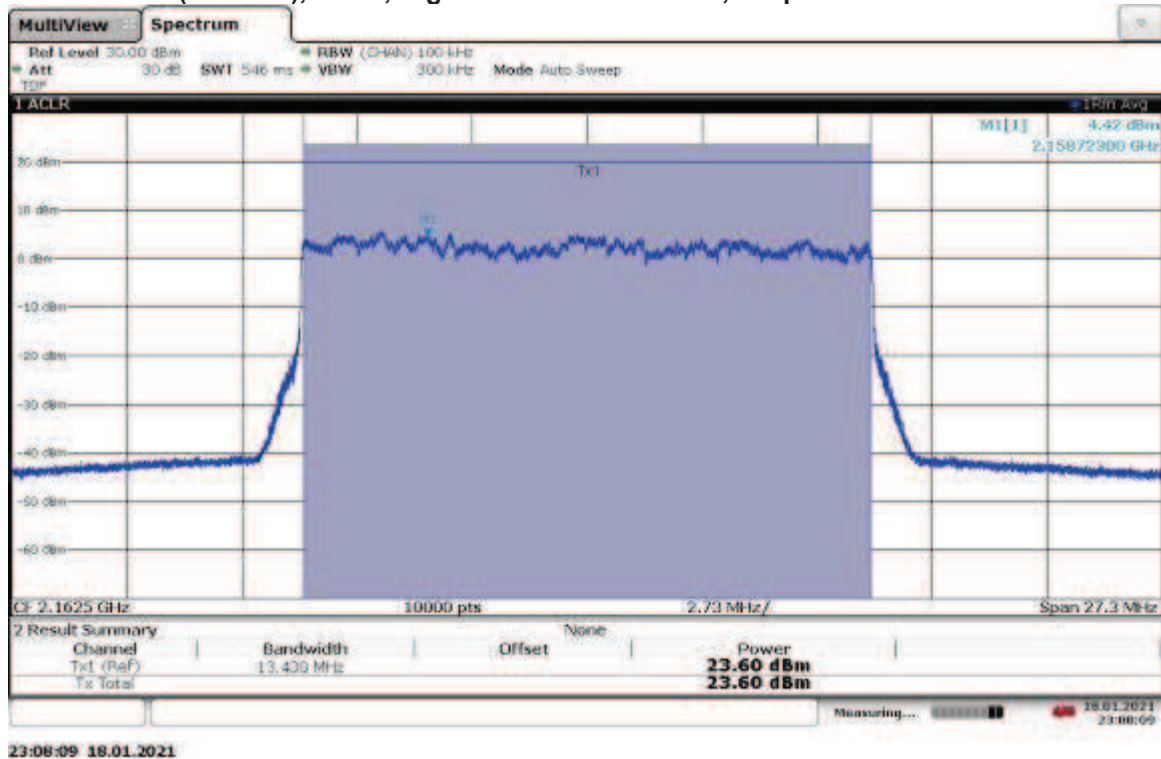 MultiView Spectrum
Ref Level 30.00 dBm RBW (CHAN) 100 kHz
Att 30 dB SWT 546 ms VBW 300 kHz Mode Auto Sweep
TDF
1 ACLR 1Rm Avg
M1[1] 4.42 dBm
2.15872300 GHz
20 dBm
Tx1
10 dBm
M1
0 dBm
-10 dBm
-20 dBm
-30 dBm
-40 dBm
-50 dBm
-60 dBm
CF 2.1625 GHz 10000 pts 2.73 MHz/ Span 27.3 MHz
2 Result Summary None
Channel Bandwidth Offset Power
Tx1 (Ref) 13.430 MHz 23.60 dBm
Tx Total 23.60 dBm
Measuring... 18.01.2021
23:08:09
23:08:09 18.01.2021